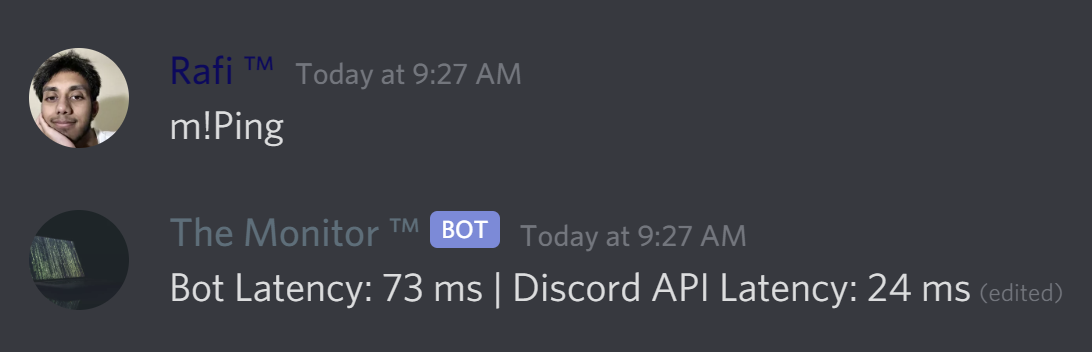 Rafi ™ Today at 9:27 AM
m!Ping
The Monitor ™ BOT Today at 9:27 AM
Bot Latency: 73 ms | Discord API Latency: 24 ms (edited)